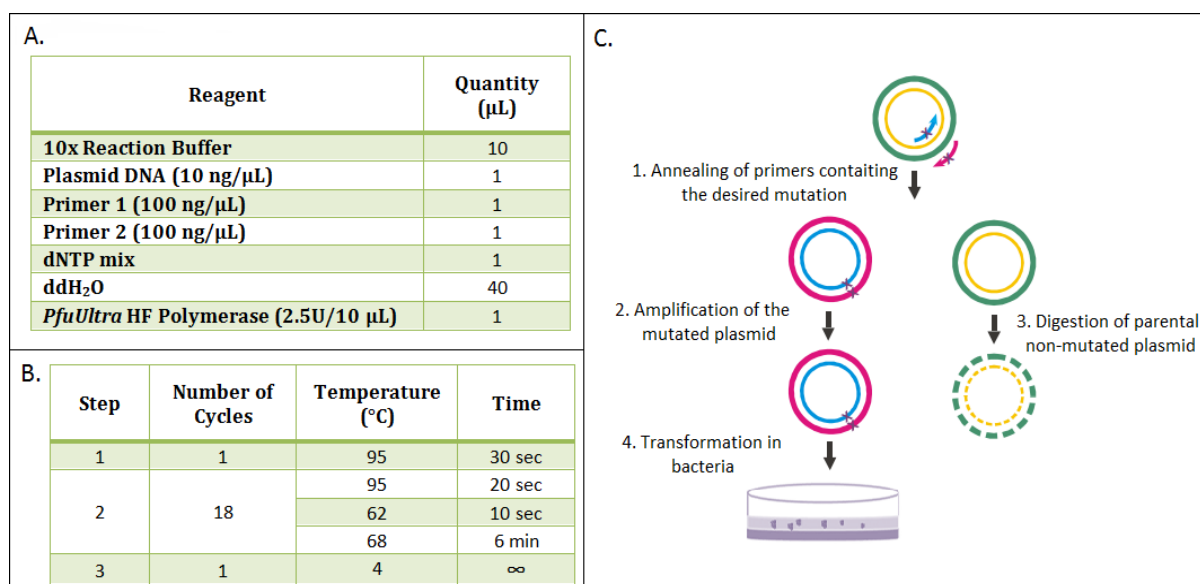 A.
Reagent Quantity (µL)
10x Reaction Buffer 10
Plasmid DNA (10 ng/µL) 1
Primer 1 (100 ng/µL) 1
Primer 2 (100 ng/µL) 1
dNTP mix 1
ddH₂O 40
PfuUltra HF Polymerase (2.5U/10 µL) 1
B.
Step Number of Cycles Temperature (°C) Time
1 1 95 30 sec
2 18 95 20 sec
62 10 sec
68 6 min
3 1 4 ∞
C.
1. Annealing of primers contaiting
the desired mutation
2. Amplification of the
mutated plasmid
3. Digestion of parental
non-mutated plasmid
4. Transformation in
bacteria